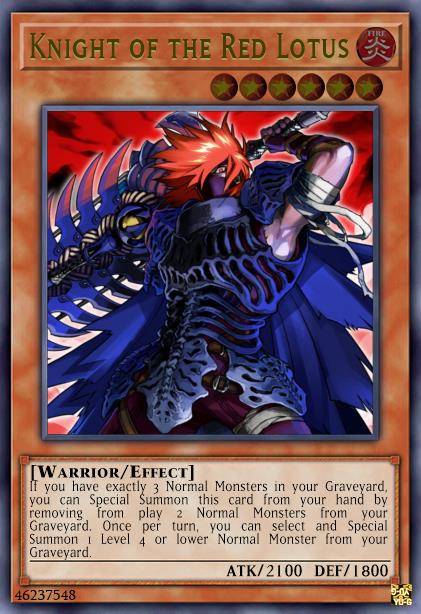 KNIGHT OF THE RED LOTUS
FIRE
炎
[WARRIOR/EFFECT]
If you have exactly 3 Normal Monsters in your Graveyard,
you can Special Summon this card from your hand by
removing from play 2 Normal Monsters from your
Graveyard. Once per turn, you can select and Special
Summon 1 Level 4 or lower Normal Monster from your
Graveyard.
ATK/2100 DEF/1800
46237548